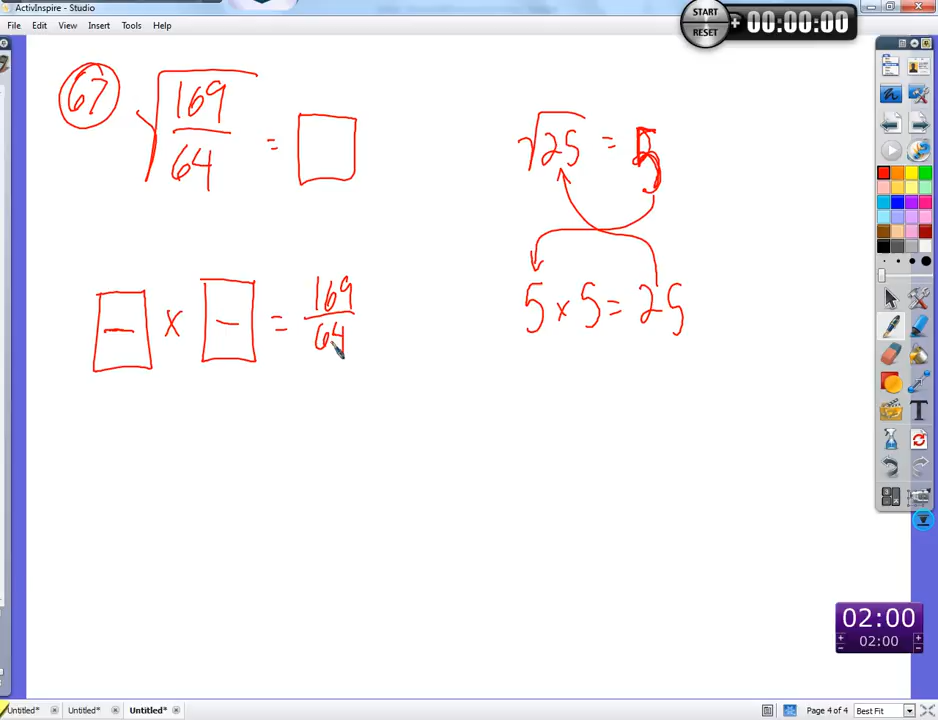 ActivInspire - Studio
File Edit View Insert Tools Help
START
RESET
+ 00:00:00
67 √169/64 = □
√25 = 5
5 x 5 = 25
— x — = 169/64
02:00
+ 02:00 +
Untitled* Untitled* Untitled*
Page 4 of 4 Best Fit